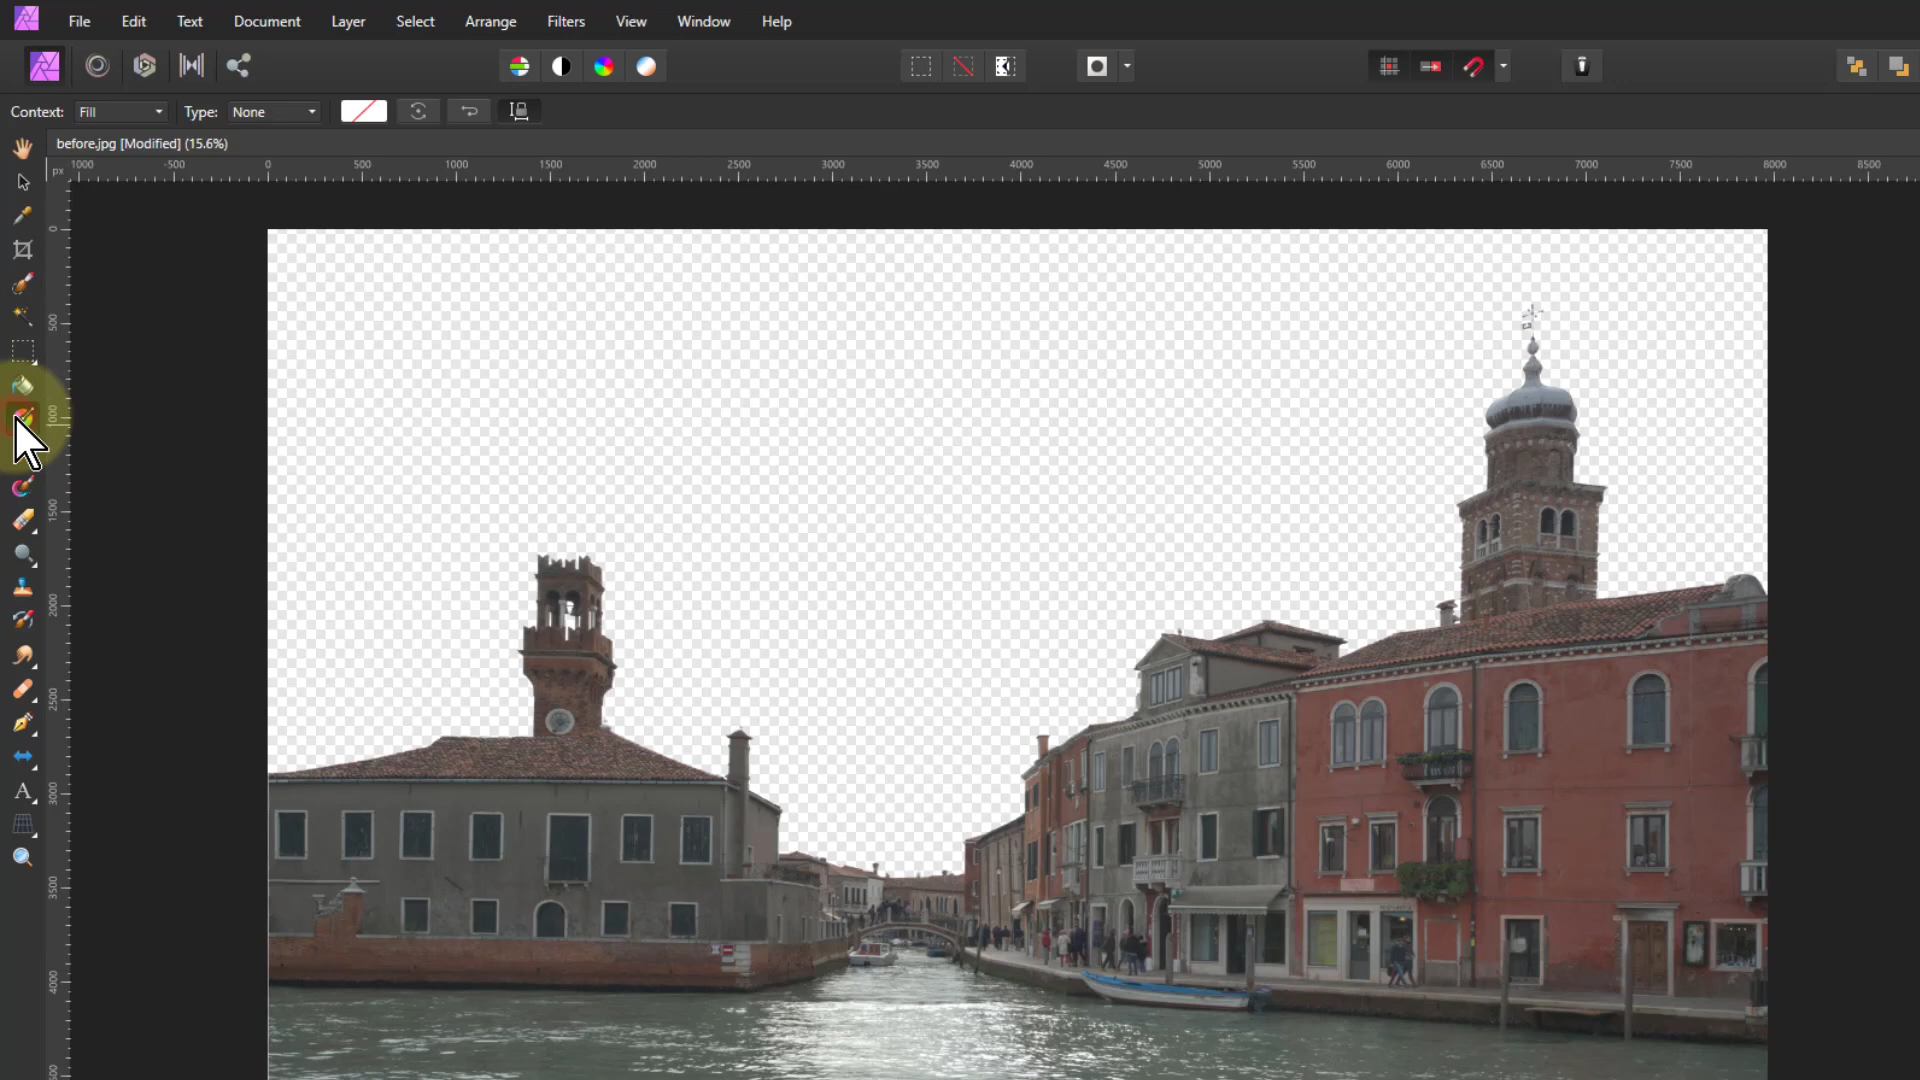 File Edit Text Document Layer Select Arrange Filters View Window Help
Context: Fill Type: None
before.jpg [Modified] (15.6%)
px 1000 -500 0 500 1000 1500 2000 2500 3000 3500 4000 4500 5000 5500 6000 6500 7000 7500 8000 8500
0
500
1000
1500
2000
2500
3000
3500
4000